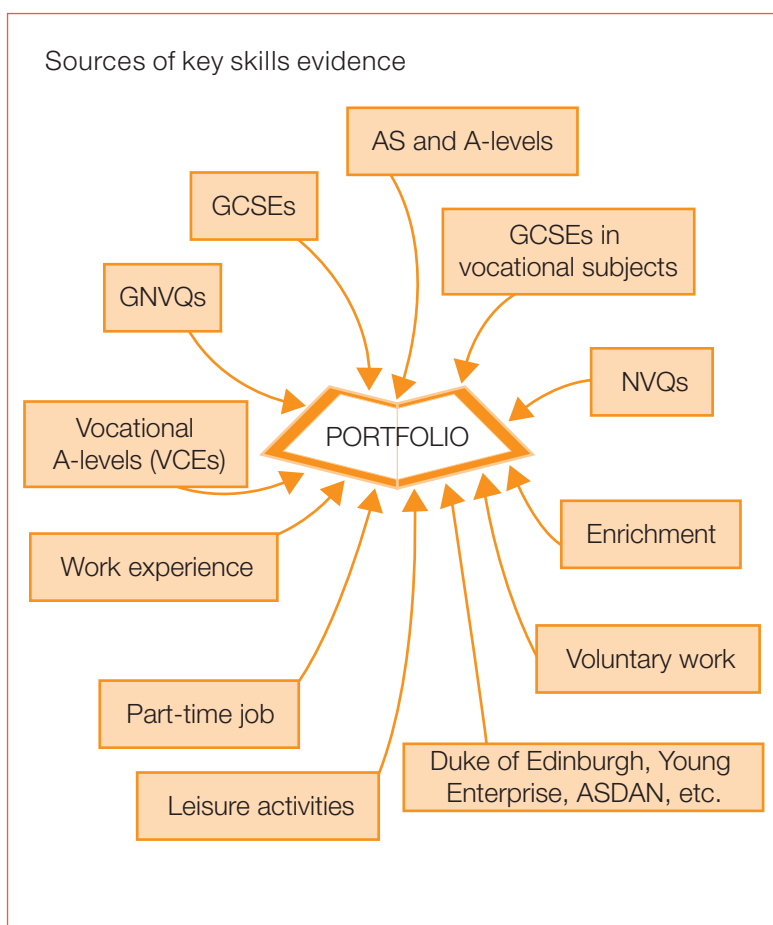 Sources of key skills evidence
AS and A-levels
GCSEs
GCSEs in
vocational subjects
GNVQs
NVQs
PORTFOLIO
Vocational
A-levels (VCEs)
Enrichment
Work experience
Voluntary work
Part-time job
Duke of Edinburgh, Young
Enterprise, ASDAN, etc.
Leisure activities